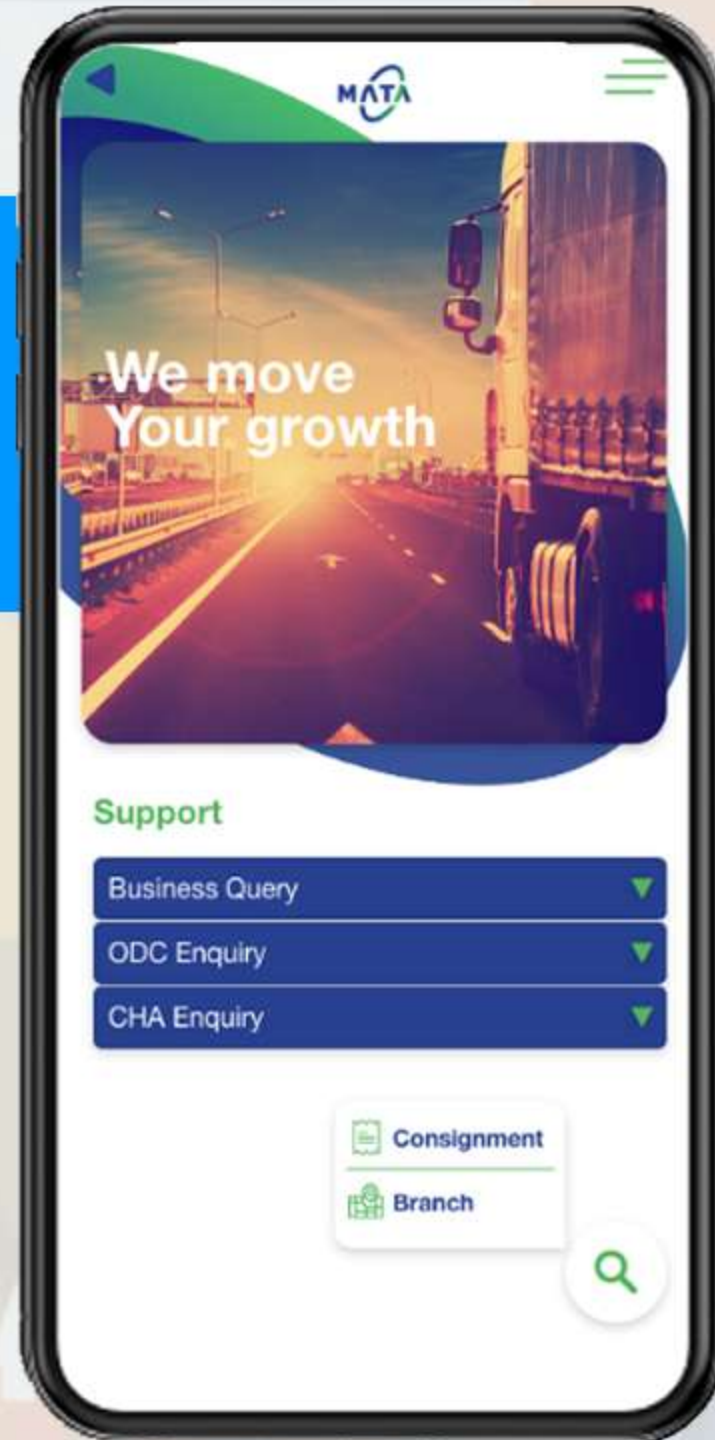 MATA
We move
Your growth
Support
Business Query
ODC Enquiry
CHA Enquiry
Consignment
Branch